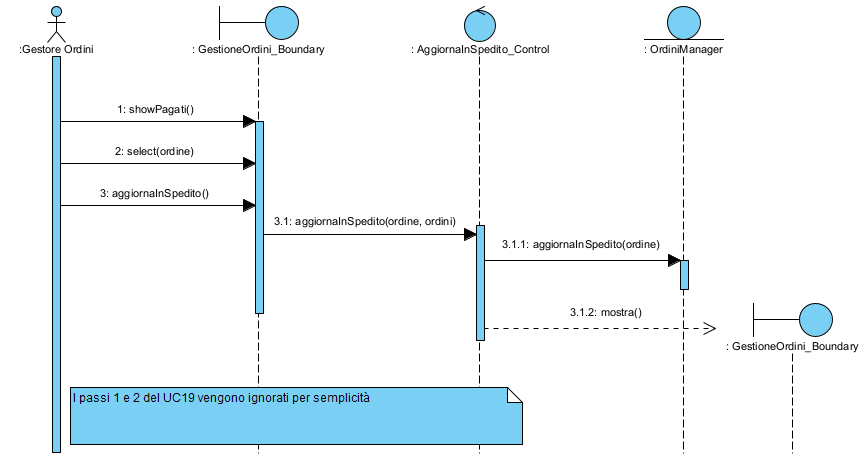 :Gestore Ordini
: GestioneOrdini_Boundary
: AggiornaInSpedito_Control
: OrdiniManager
1: showPagati()
2: select(ordine)
3: aggiornaInSpedito()
3.1: aggiornaInSpedito(ordine, ordini)
3.1.1: aggiornaInSpedito(ordine)
3.1.2: mostra()
: GestioneOrdini_Boundary
I passi 1 e 2 del UC19 vengono ignorati per semplicità